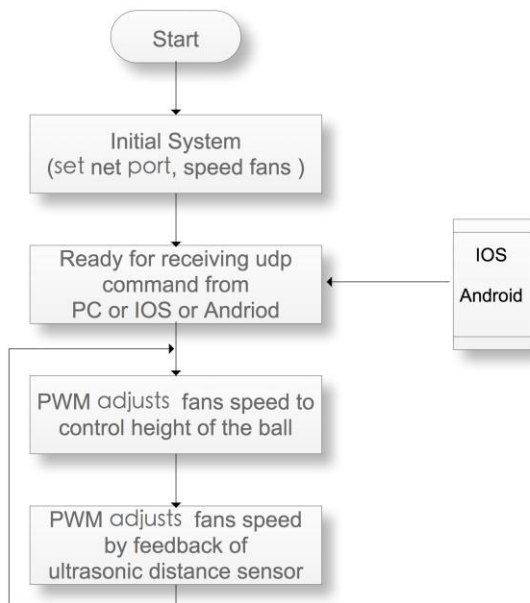 Start
Initial System
(set net port, speed fans )
Ready for receiving udp
command from
PC or IOS or Andriod
IOS
Android
PWM adjusts fans speed to
control height of the ball
PWM adjusts fans speed
by feedback of
ultrasonic distance sensor